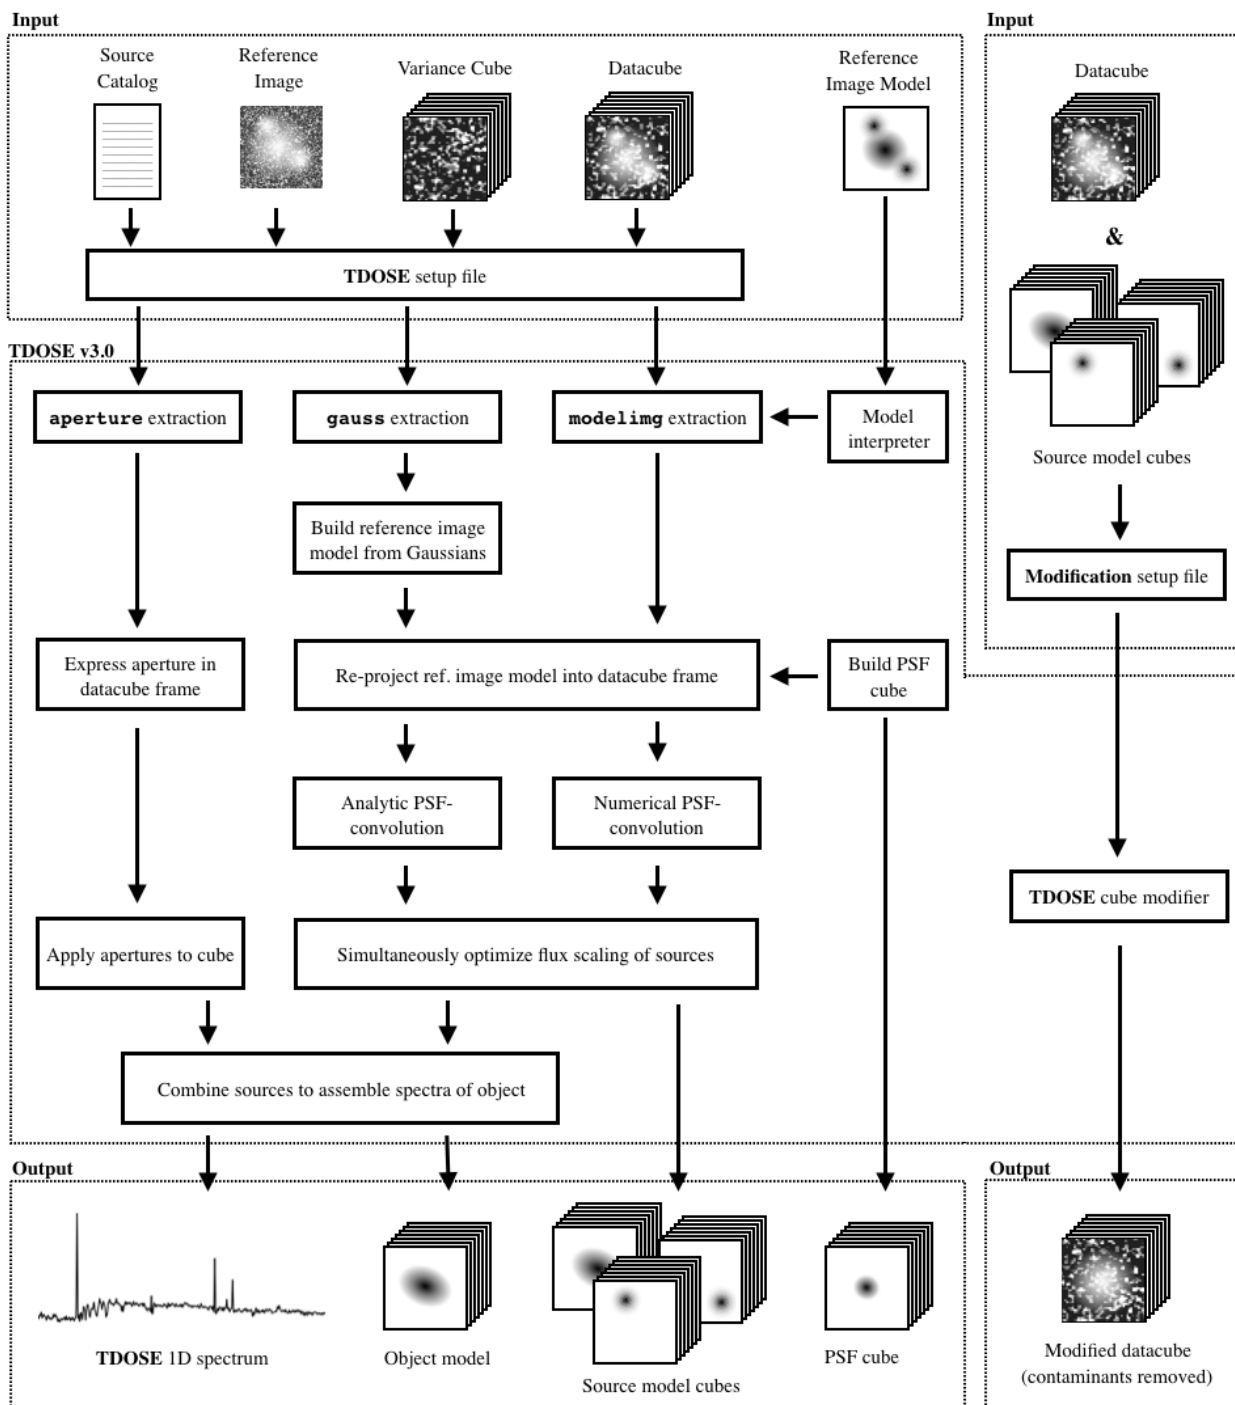 Input
Input
Source
Catalog
Reference
Image
Variance Cube
Datacube
Reference
Image Model
Datacube
&
TDOSE setup file
Source model cubes
Modification setup file
TDOSE v3.0
aperture extraction
gauss extraction
modelimg extraction
Model
interpreter
Build reference image
model from Gaussians
Express aperture in
datacube frame
Re-project ref. image model into datacube frame
Build PSF
cube
Analytic PSF-
convolution
Numerical PSF-
convolution
TDOSE cube modifier
Apply apertures to cube
Simultaneously optimize flux scaling of sources
Combine sources to assemble spectra of object
Output
Output
TDOSE 1D spectrum
Object model
Source model cubes
PSF cube
Modified datacube
(contaminants removed)